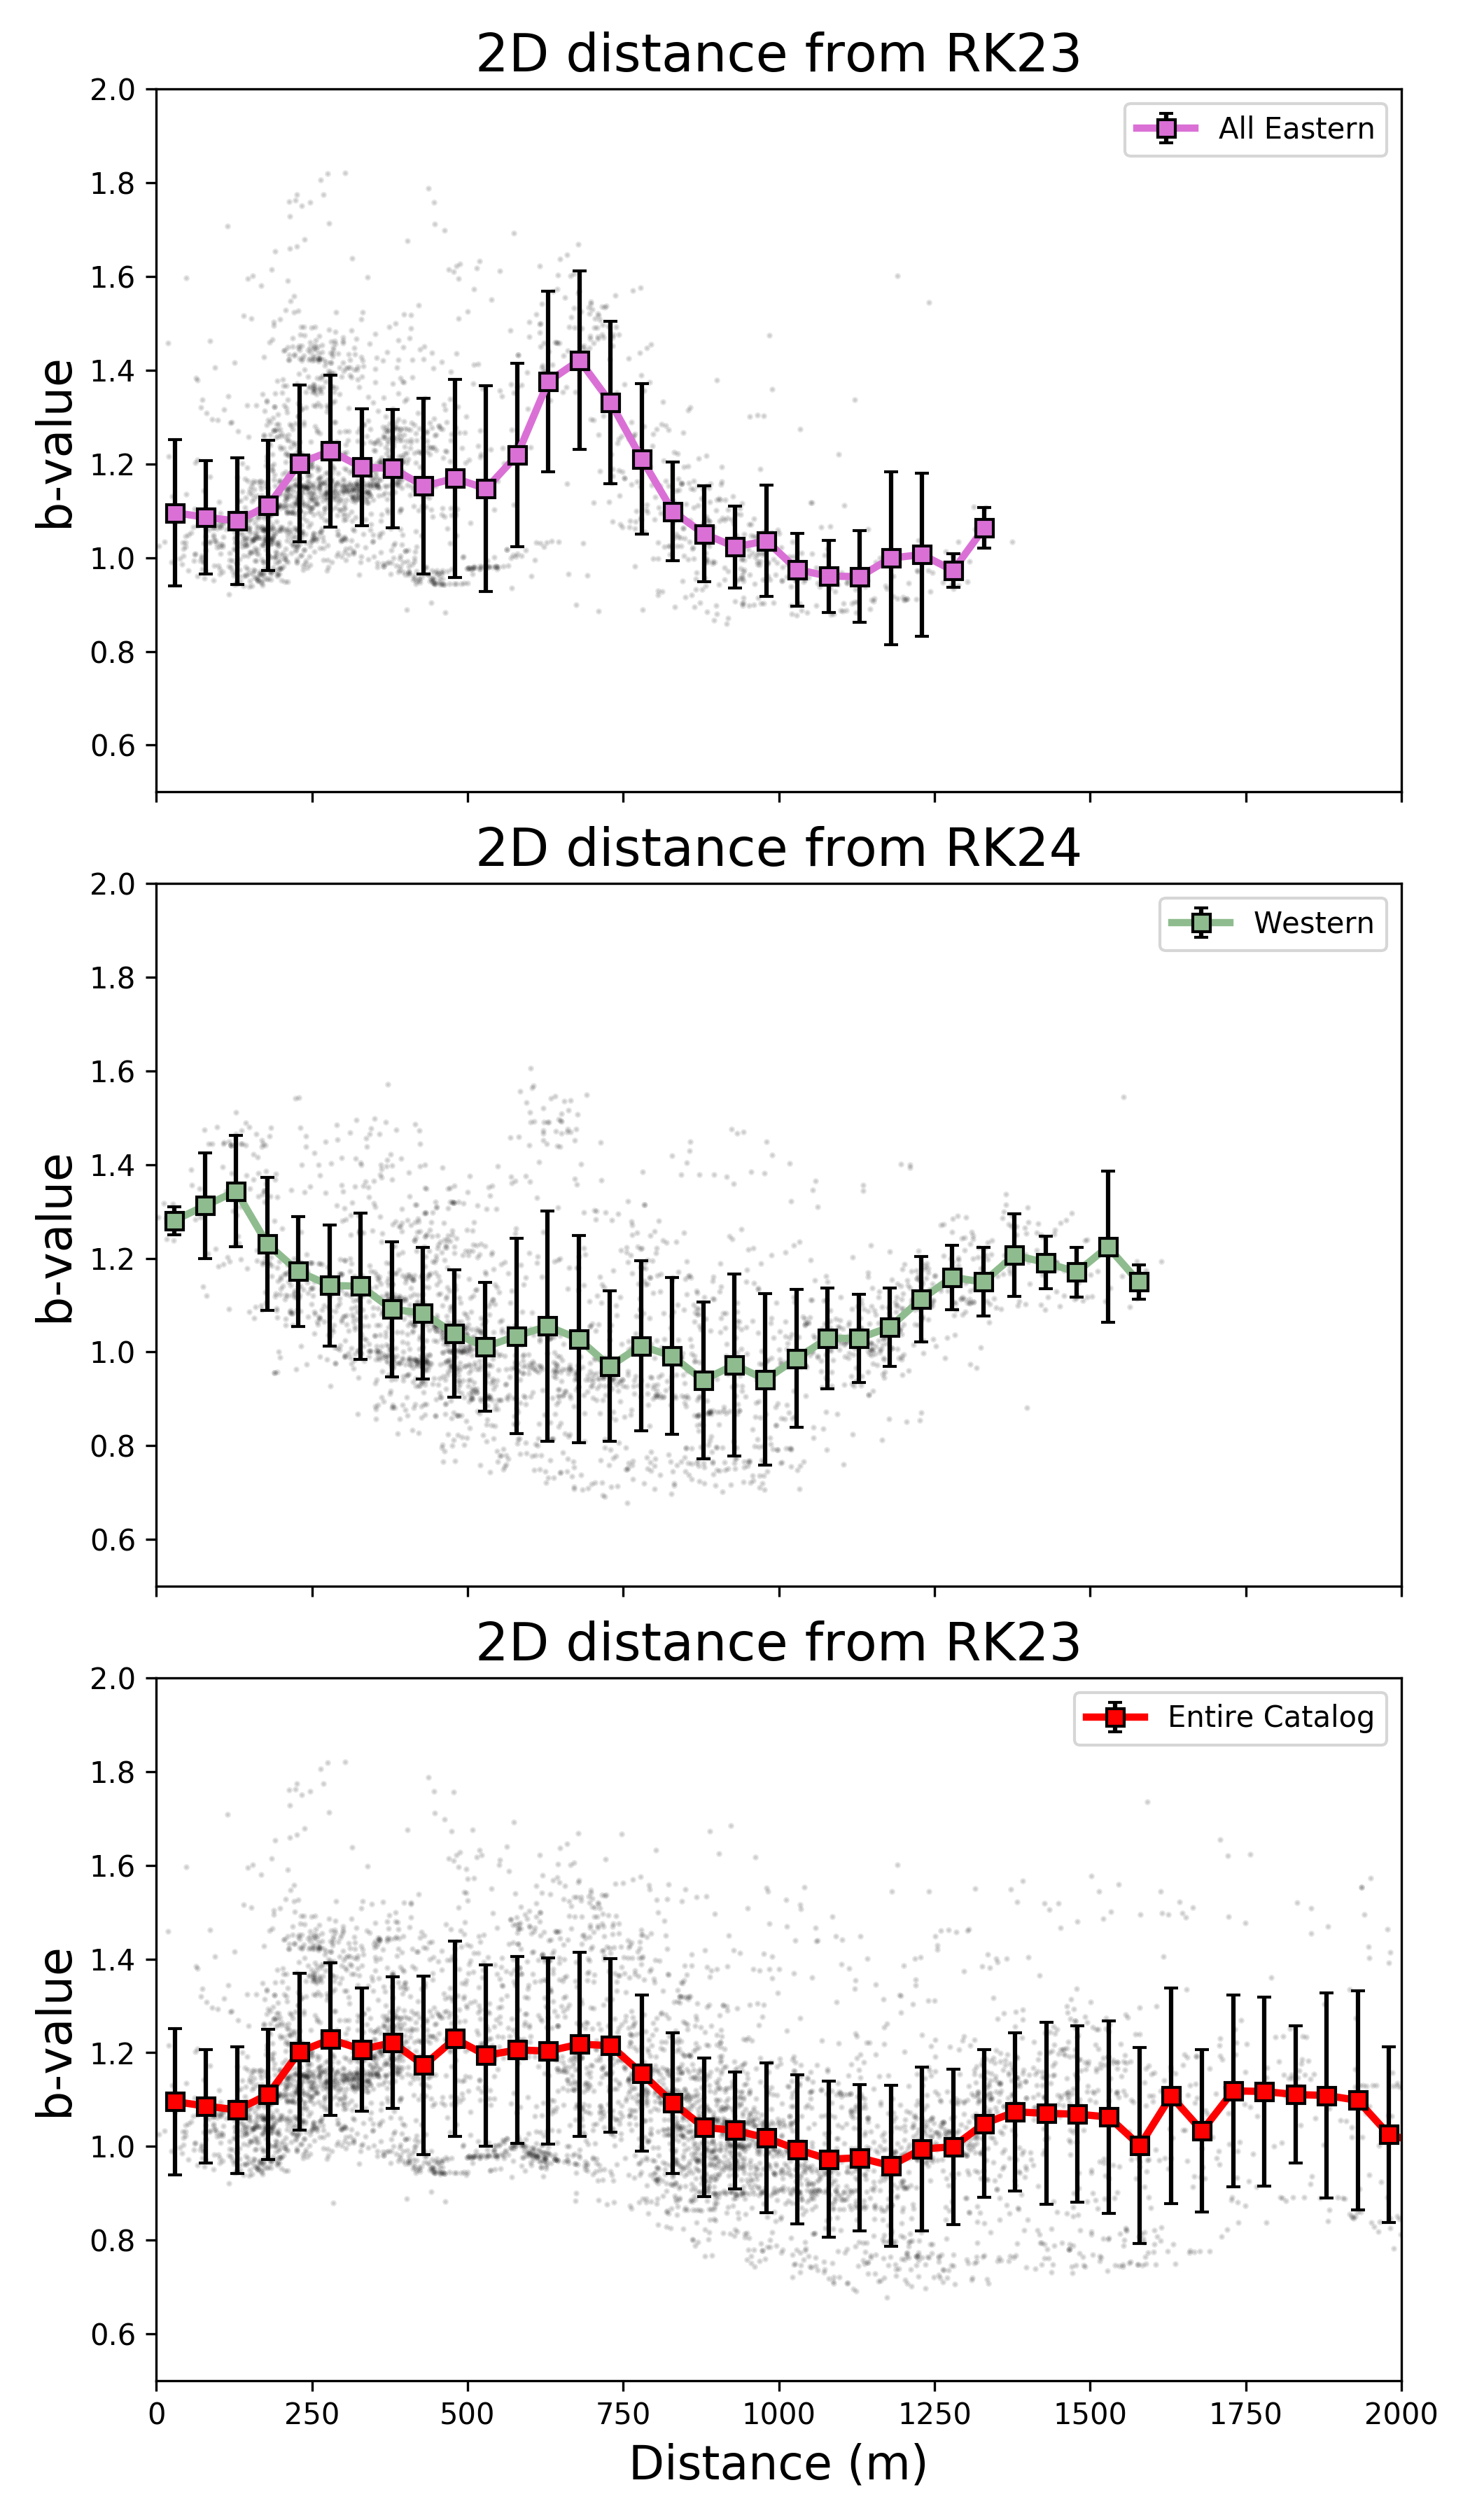 2D distance from RK23
2.0
1.8
1.6
1.4
1.2
1.0
0.8
0.6
b-value
All Eastern
2D distance from RK24
2.0
1.8
1.6
1.4
1.2
1.0
0.8
0.6
b-value
Western
2D distance from RK23
2.0
1.8
1.6
1.4
1.2
1.0
0.8
0.6
b-value
Entire Catalog
0 250 500 750 1000 1250 1500 1750 2000
Distance (m)